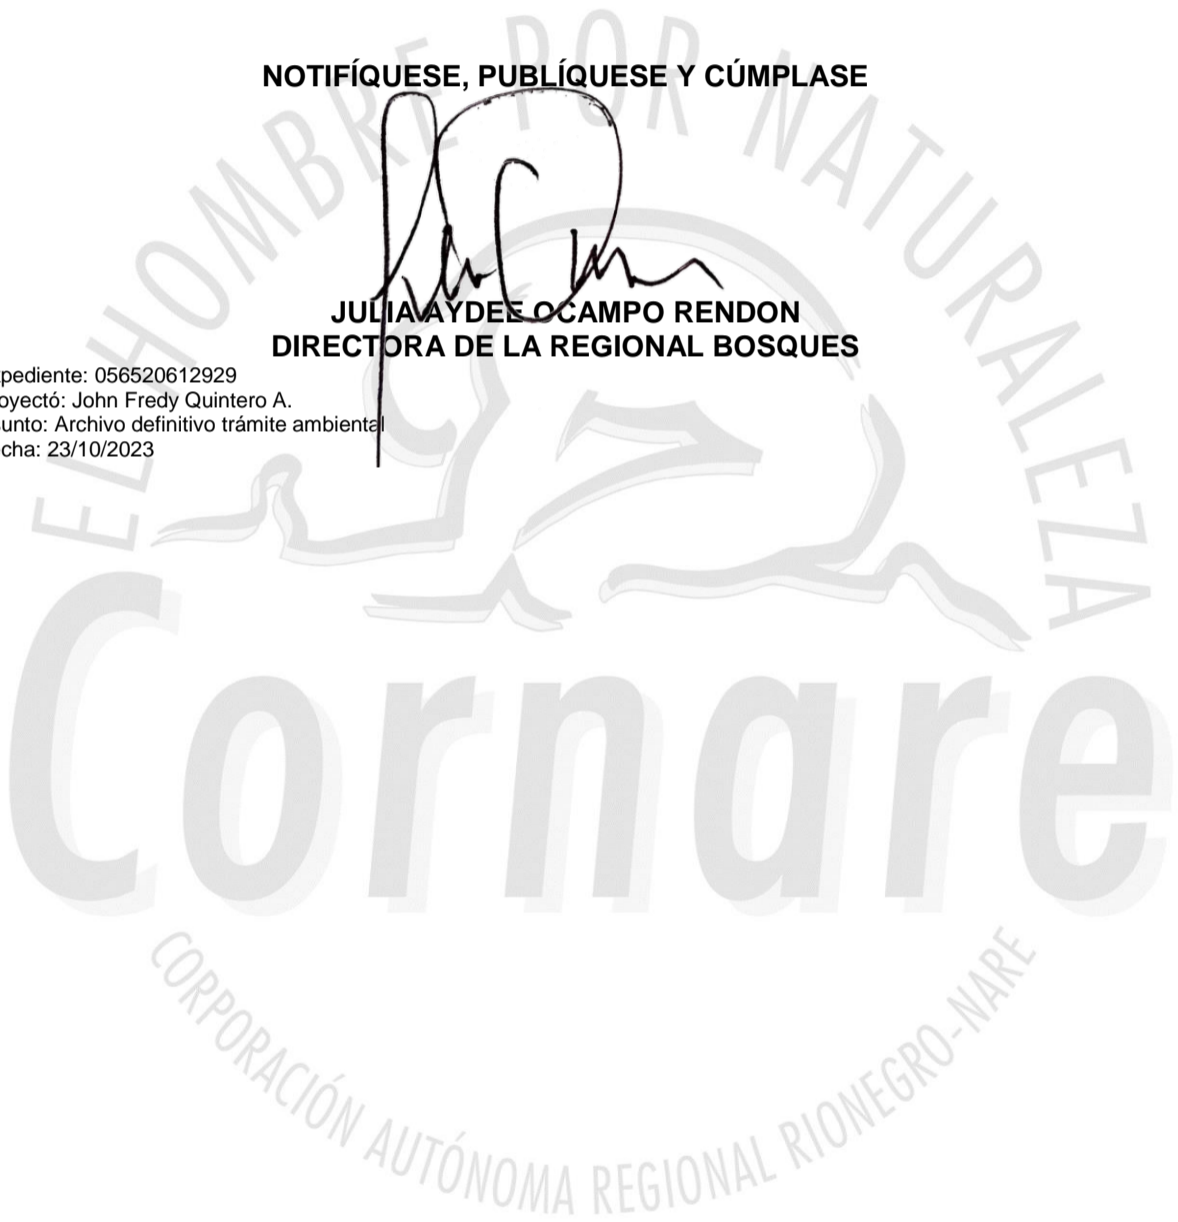 NOTIFÍQUESE, PUBLÍQUESE Y CÚMPLASE
JULIA AYDEE OCAMPO RENDON
DIRECTORA DE LA REGIONAL BOSQUES
pediente: 056520612929
oyectó: John Fredy Quintero A.
unto: Archivo definitivo trámite ambiental
cha: 23/10/2023
EL HOMBRE POR NATURALEZA
Cornare
CORPORACIÓN AUTÓNOMA REGIONAL RIONEGRO-NARE